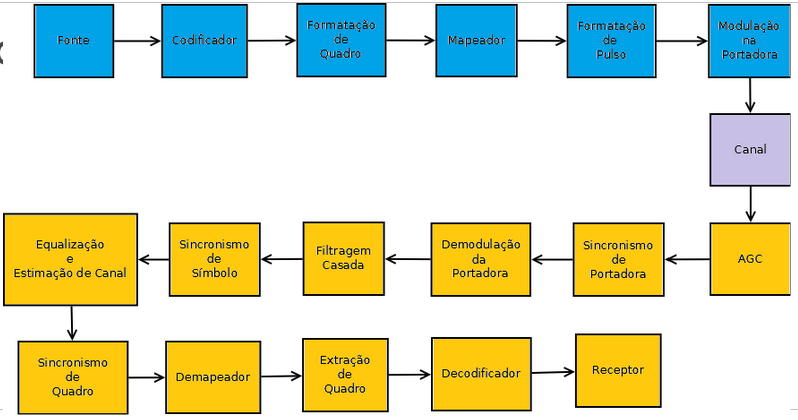 Fonte
Codificador
Formatação
de
Quadro
Mapeador
Formatação
de
Pulso
Modulação
na
Portadora
Canal
AGC
Sincronismo
de
Portadora
Demodulação
da
Portadora
Filtragem
Casada
Sincronismo
de
Símbolo
Equalização
e
Estimação de Canal
Sincronismo
de
Quadro
Demapeador
Extração
de
Quadro
Decodificador
Receptor